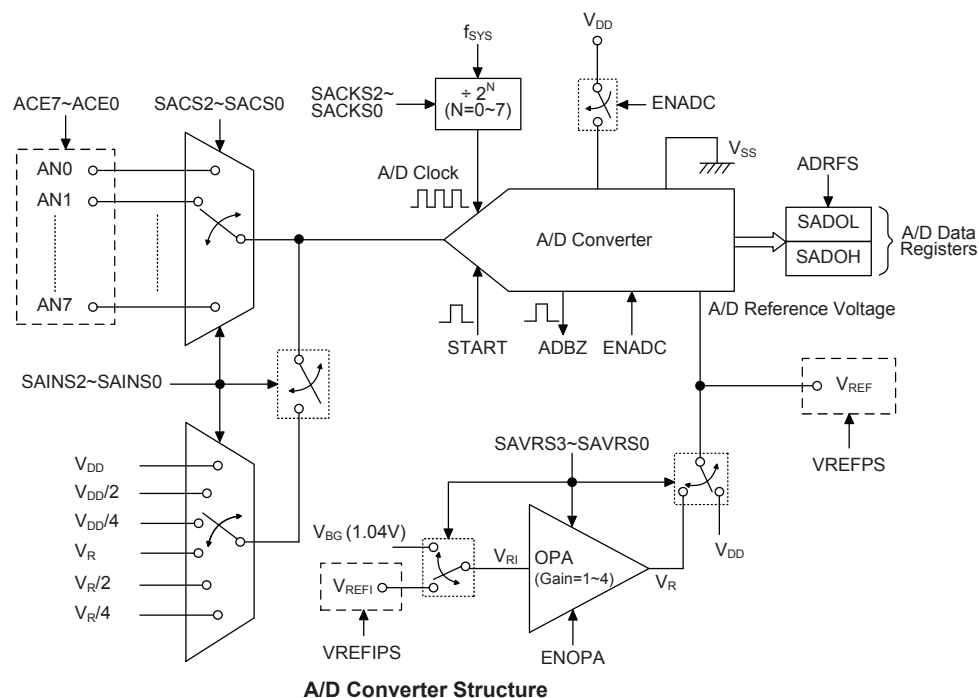 fSYS
VDD
ACE7~ACE0
SACS2~SACS0
SACKS2~
SACKS0
÷ 2^N
(N=0~7)
ENADC
AN0
AN1
AN7
A/D Clock
VSS
ADRFS
A/D Converter
SADOL
SADOH
A/D Data
Registers
START
ADBZ
ENADC
A/D Reference Voltage
SAINS2~SAINS0
VREF
VREFPS
SAVRS3~SAVRS0
VDD
VDD/2
VDD/4
VR
VR/2
VR/4
VBG (1.04V)
VREFI
VREFIPS
VRI
OPA
(Gain=1~4)
VR
VDD
ENOPA
A/D Converter Structure